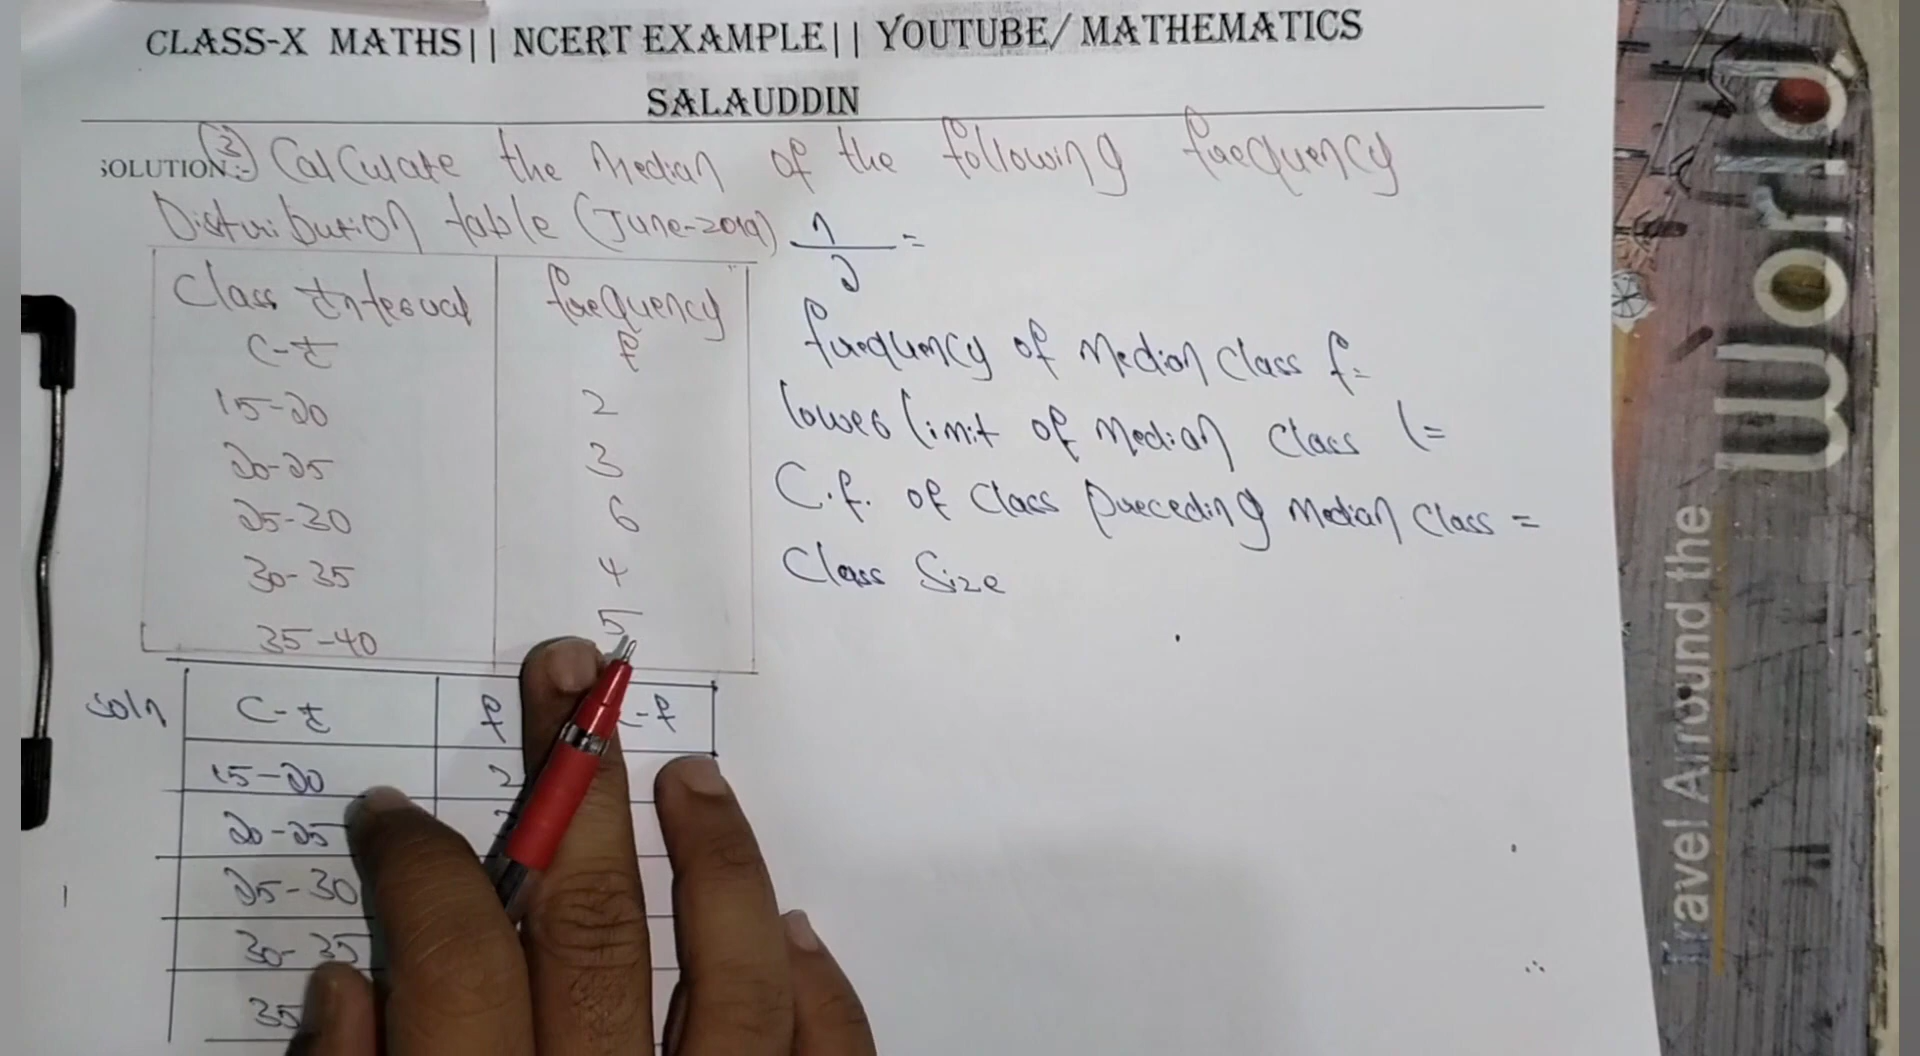 CLASS-X MATHS|| NCERT EXAMPLE|| YOUTUBE/ MATHEMATICS
SALAUDDIN
SOLUTION:-
(3) Calculate the Median of the following frequency
Distribution table (June-2019)
Class Interval frequency
C-I f
15-20 2
20-25 3
25-30 6
30-35 4
35-40 5
n/2 =
frequency of Median Class f=
lower limit of Median Class l=
C.f. of Class Preceding Median Class =
Class Size
Soln C-I f C-f
15-20 2
20-25
25-30
30-35
35
World
Travel Arround the